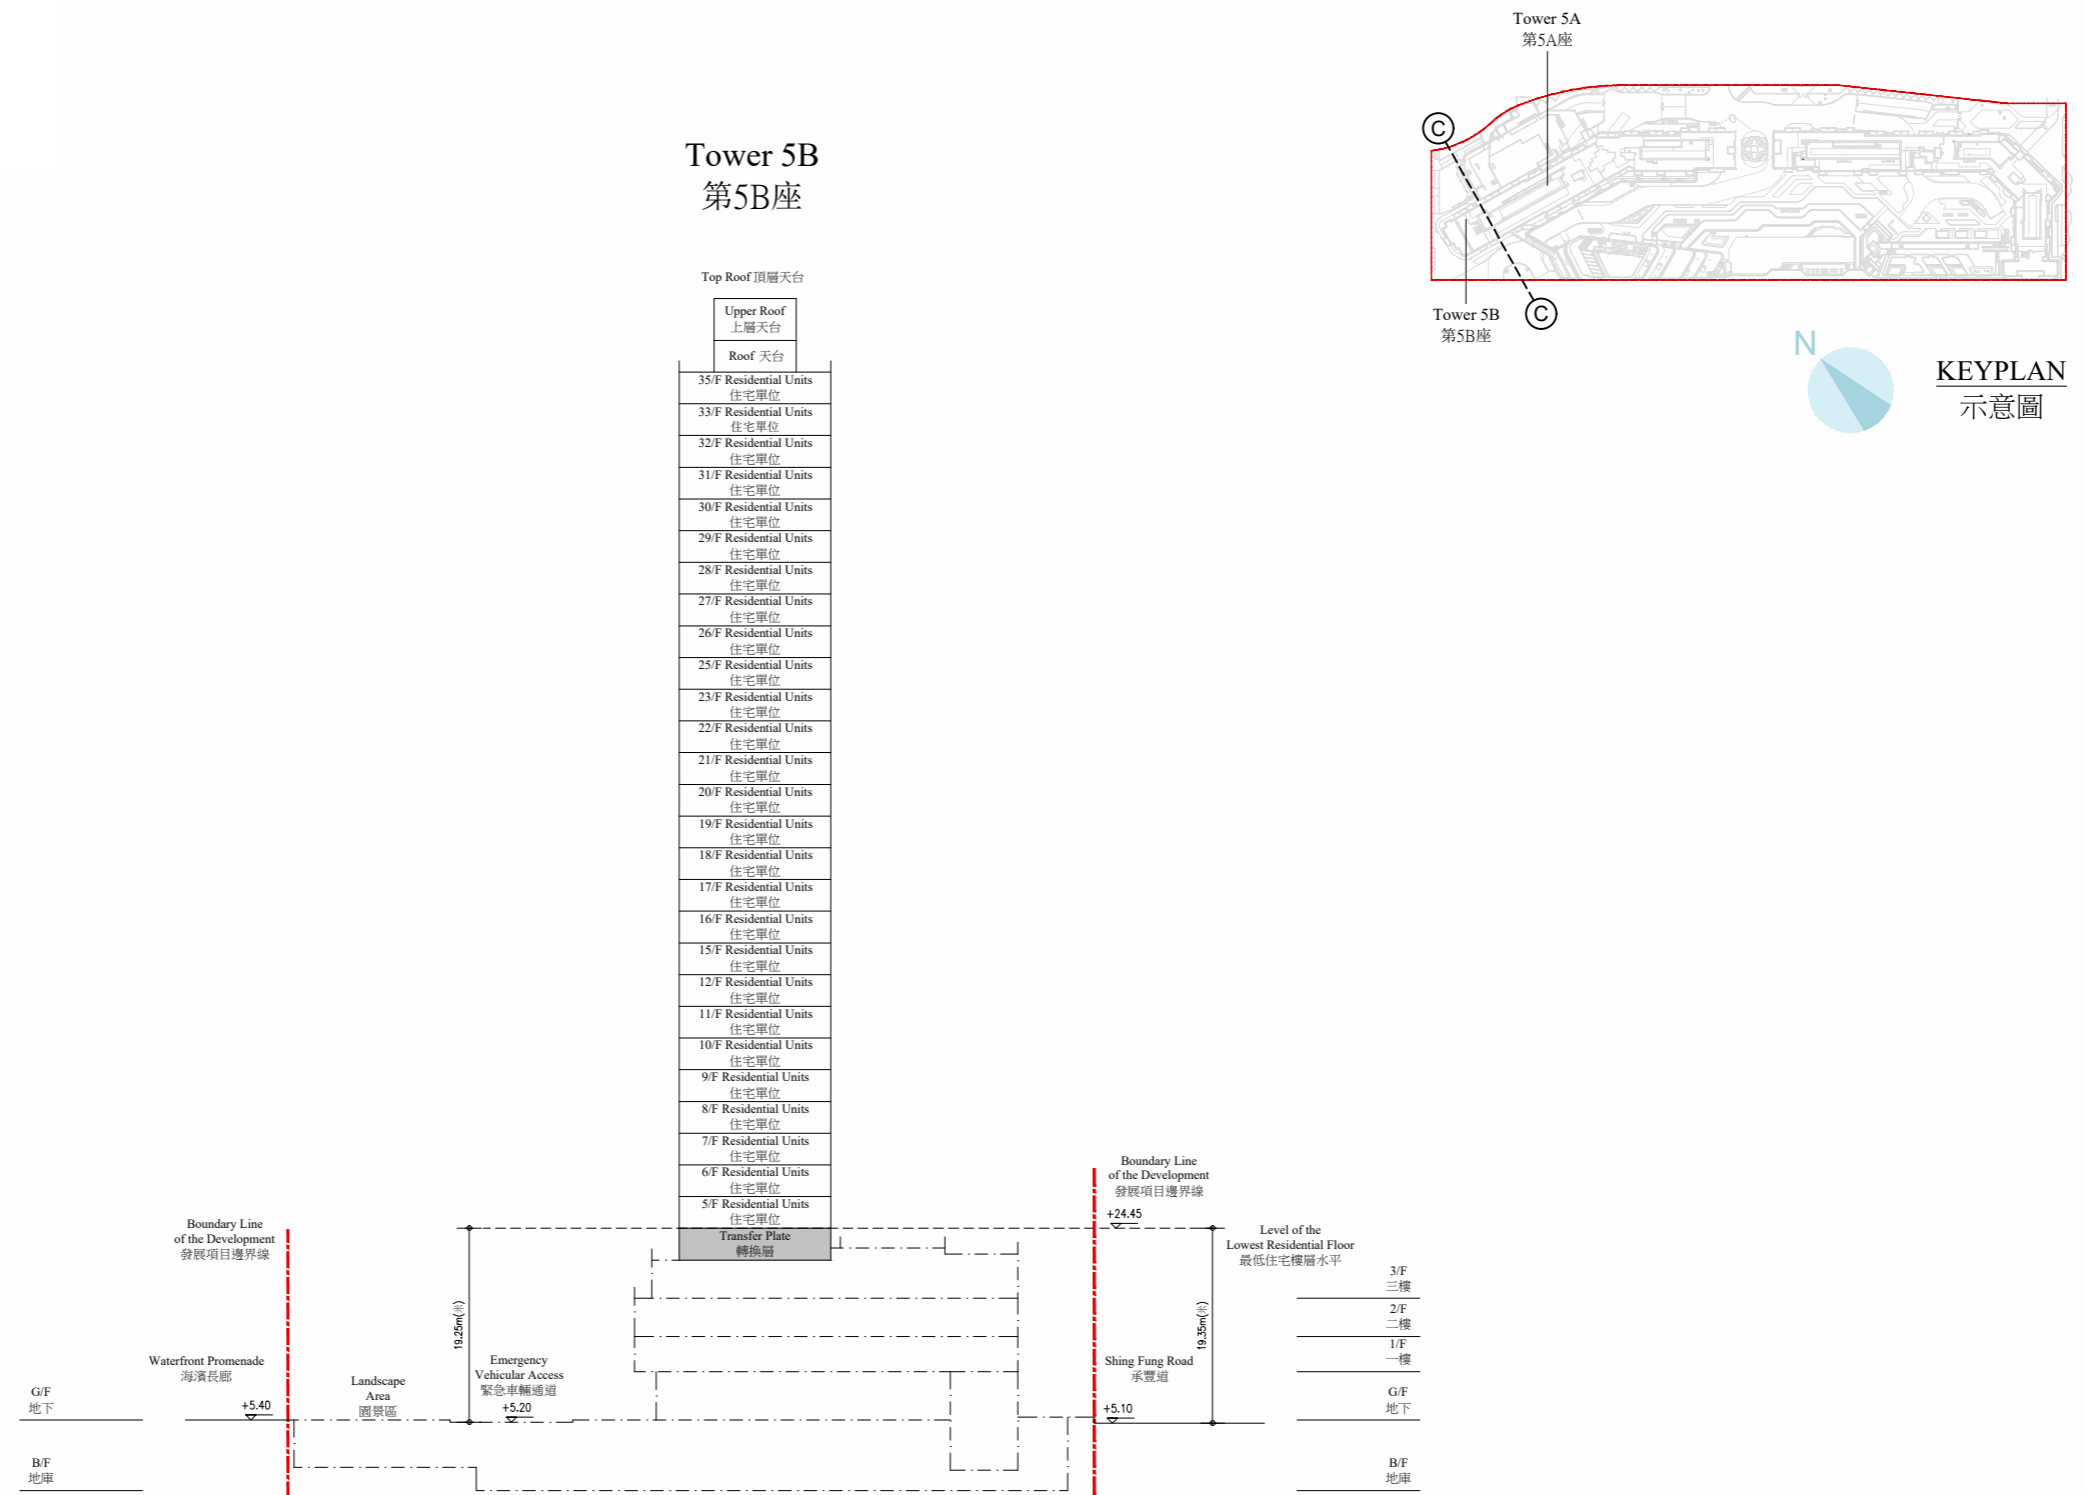 Tower 5A
第5A座
C
Tower 5B
第5B座
C
N
KEYPLAN
示意圖
Tower 5B
第5B座
Top Roof 頂層天台
Upper Roof
上層天台
Roof 天台
35/F Residential Units
住宅單位
33/F Residential Units
住宅單位
32/F Residential Units
住宅單位
31/F Residential Units
住宅單位
30/F Residential Units
住宅單位
29/F Residential Units
住宅單位
28/F Residential Units
住宅單位
27/F Residential Units
住宅單位
26/F Residential Units
住宅單位
25/F Residential Units
住宅單位
23/F Residential Units
住宅單位
22/F Residential Units
住宅單位
21/F Residential Units
住宅單位
20/F Residential Units
住宅單位
19/F Residential Units
住宅單位
18/F Residential Units
住宅單位
17/F Residential Units
住宅單位
16/F Residential Units
住宅單位
15/F Residential Units
住宅單位
12/F Residential Units
住宅單位
11/F Residential Units
住宅單位
10/F Residential Units
住宅單位
9/F Residential Units
住宅單位
8/F Residential Units
住宅單位
7/F Residential Units
住宅單位
6/F Residential Units
住宅單位
5/F Residential Units
住宅單位
Transfer Plate
轉換層
Boundary Line
of the Development
發展項目邊界線
19.25m(米)
Waterfront Promenade
海濱長廊
+5.40
Landscape
Area
園景區
Emergency
Vehicular Access
緊急車輛通道
+5.20
G/F
地下
B/F
地庫
Boundary Line
of the Development
發展項目邊界線
+24.45
Level of the
Lowest Residential Floor
最低住宅樓層水平
19.35m(米)
Shing Fung Road
承豐道
+5.10
3/F
三樓
2/F
二樓
1/F
一樓
G/F
地下
B/F
地庫